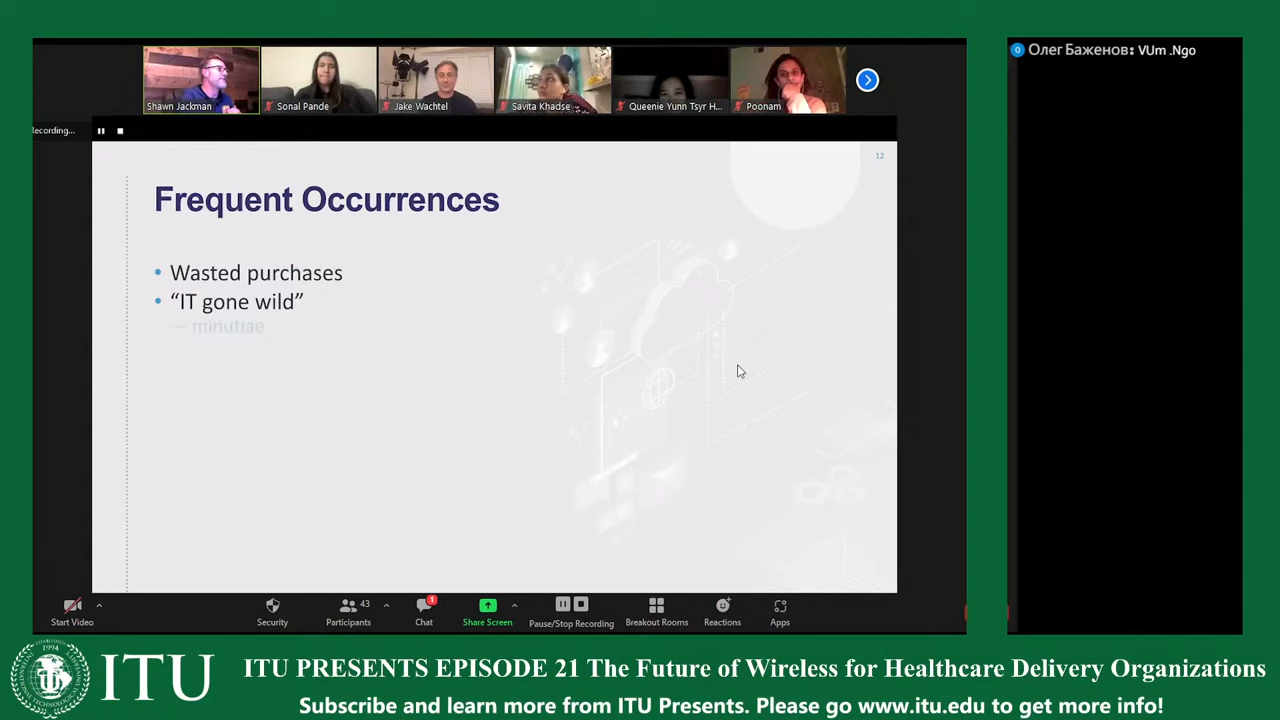 Олег Баженов: VUm .Ngo
Shawn Jackman
Sonal Pande
Jake Wachtel
Savita Khadse
Queenie Yunn Tsyr H...
Poonam
ecording...
12
Frequent Occurrences
• Wasted purchases
• “IT gone wild”
– minutiae
Start Video
Security
Participants 43
Chat 1
Share Screen
Pause/Stop Recording
Breakout Rooms
Reactions
Apps
1994
ITU
ITU PRESENTS EPISODE 21 The Future of Wireless for Healthcare Delivery Organizations
Subscribe and learn more from ITU Presents. Please go www.itu.edu to get more info!